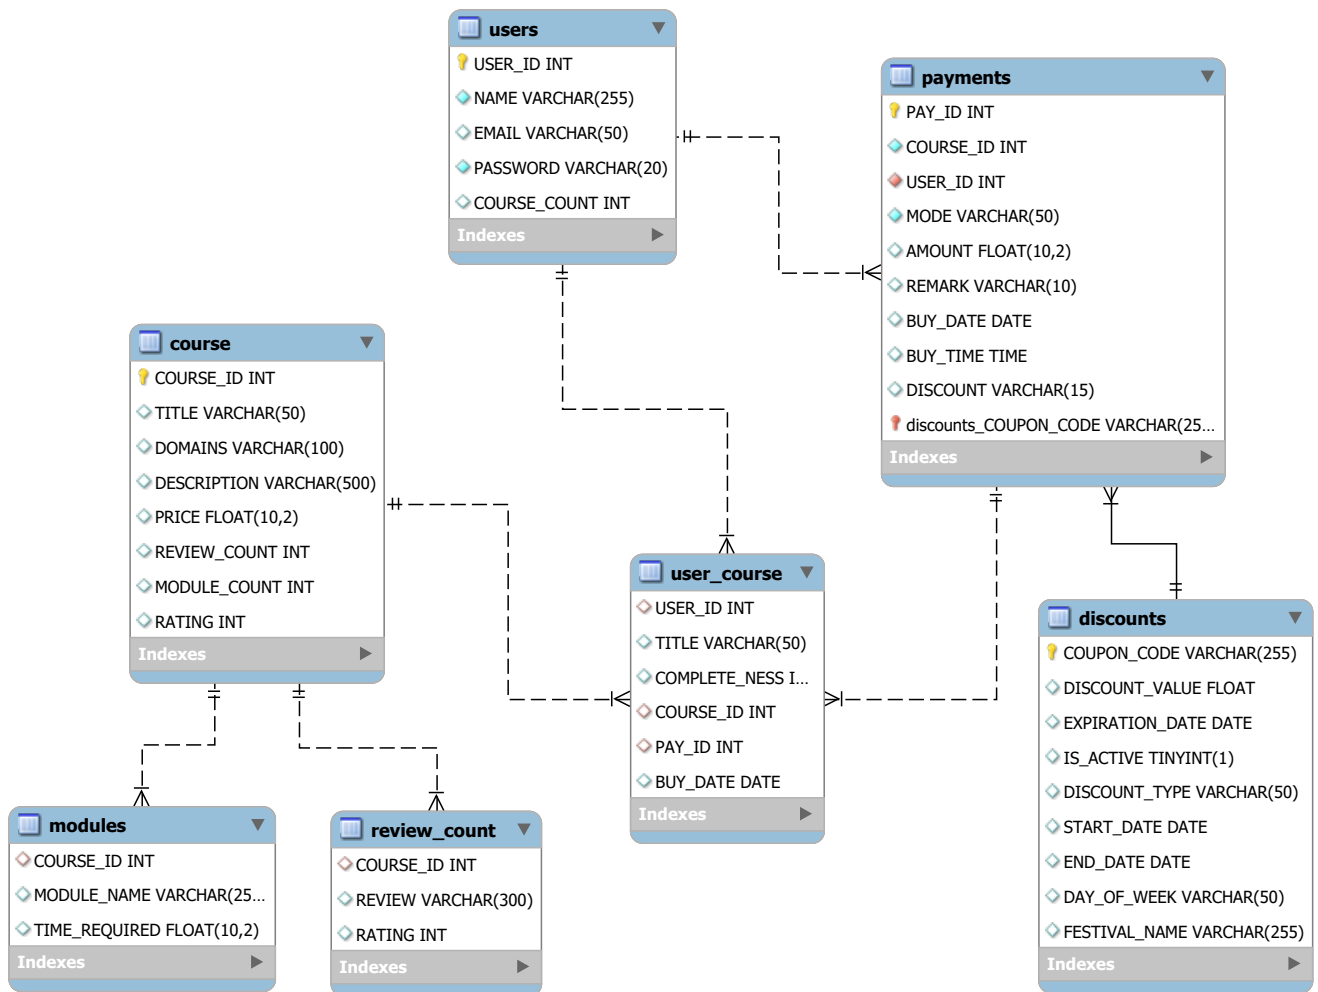 users
USER_ID INT
NAME VARCHAR(255)
EMAIL VARCHAR(50)
PASSWORD VARCHAR(20)
COURSE_COUNT INT
Indexes
payments
PAY_ID INT
COURSE_ID INT
USER_ID INT
MODE VARCHAR(50)
AMOUNT FLOAT(10,2)
REMARK VARCHAR(10)
BUY_DATE DATE
BUY_TIME TIME
DISCOUNT VARCHAR(15)
discounts_COUPON_CODE VARCHAR(25...
Indexes
course
COURSE_ID INT
TITLE VARCHAR(50)
DOMAINS VARCHAR(100)
DESCRIPTION VARCHAR(500)
PRICE FLOAT(10,2)
REVIEW_COUNT INT
MODULE_COUNT INT
RATING INT
Indexes
user_course
USER_ID INT
TITLE VARCHAR(50)
COMPLETE_NESS I...
COURSE_ID INT
PAY_ID INT
BUY_DATE DATE
Indexes
discounts
COUPON_CODE VARCHAR(255)
DISCOUNT_VALUE FLOAT
EXPIRATION_DATE DATE
IS_ACTIVE TINYINT(1)
DISCOUNT_TYPE VARCHAR(50)
START_DATE DATE
END_DATE DATE
DAY_OF_WEEK VARCHAR(50)
FESTIVAL_NAME VARCHAR(255)
Indexes
modules
COURSE_ID INT
MODULE_NAME VARCHAR(25...
TIME_REQUIRED FLOAT(10,2)
Indexes
review_count
COURSE_ID INT
REVIEW VARCHAR(300)
RATING INT
Indexes